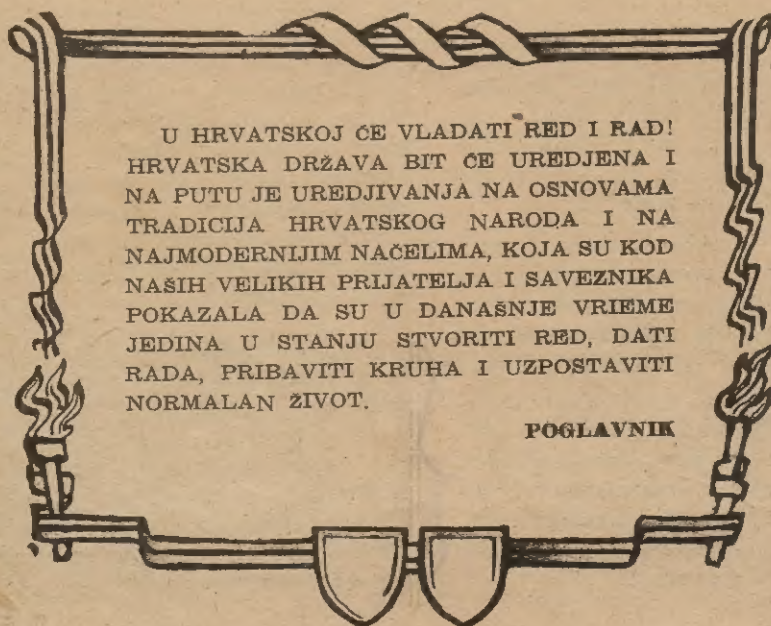 U HRVATSKOJ ĆE VLADATI RED I RAD!
HRVATSKA DRŽAVA BIT ĆE UREDJENA I
NA PUTU JE UREDJIVANJA NA OSNOVAMA
TRADICIJA HRVATSKOG NARODA I NA
NAJMODERNIJIM NAČELIMA, KOJA SU KOD
NAŠIH VELIKIH PRIJATELJA I SAVEZNIKA
POKAZALA DA SU U DANAŠNJE VRIEME
JEDINA U STANJU STVORITI RED, DATI
RADA, PRIBAVITI KRUHA I UZPOSTAVITI
NORMALAN ŽIVOT.
POGLAVNIK